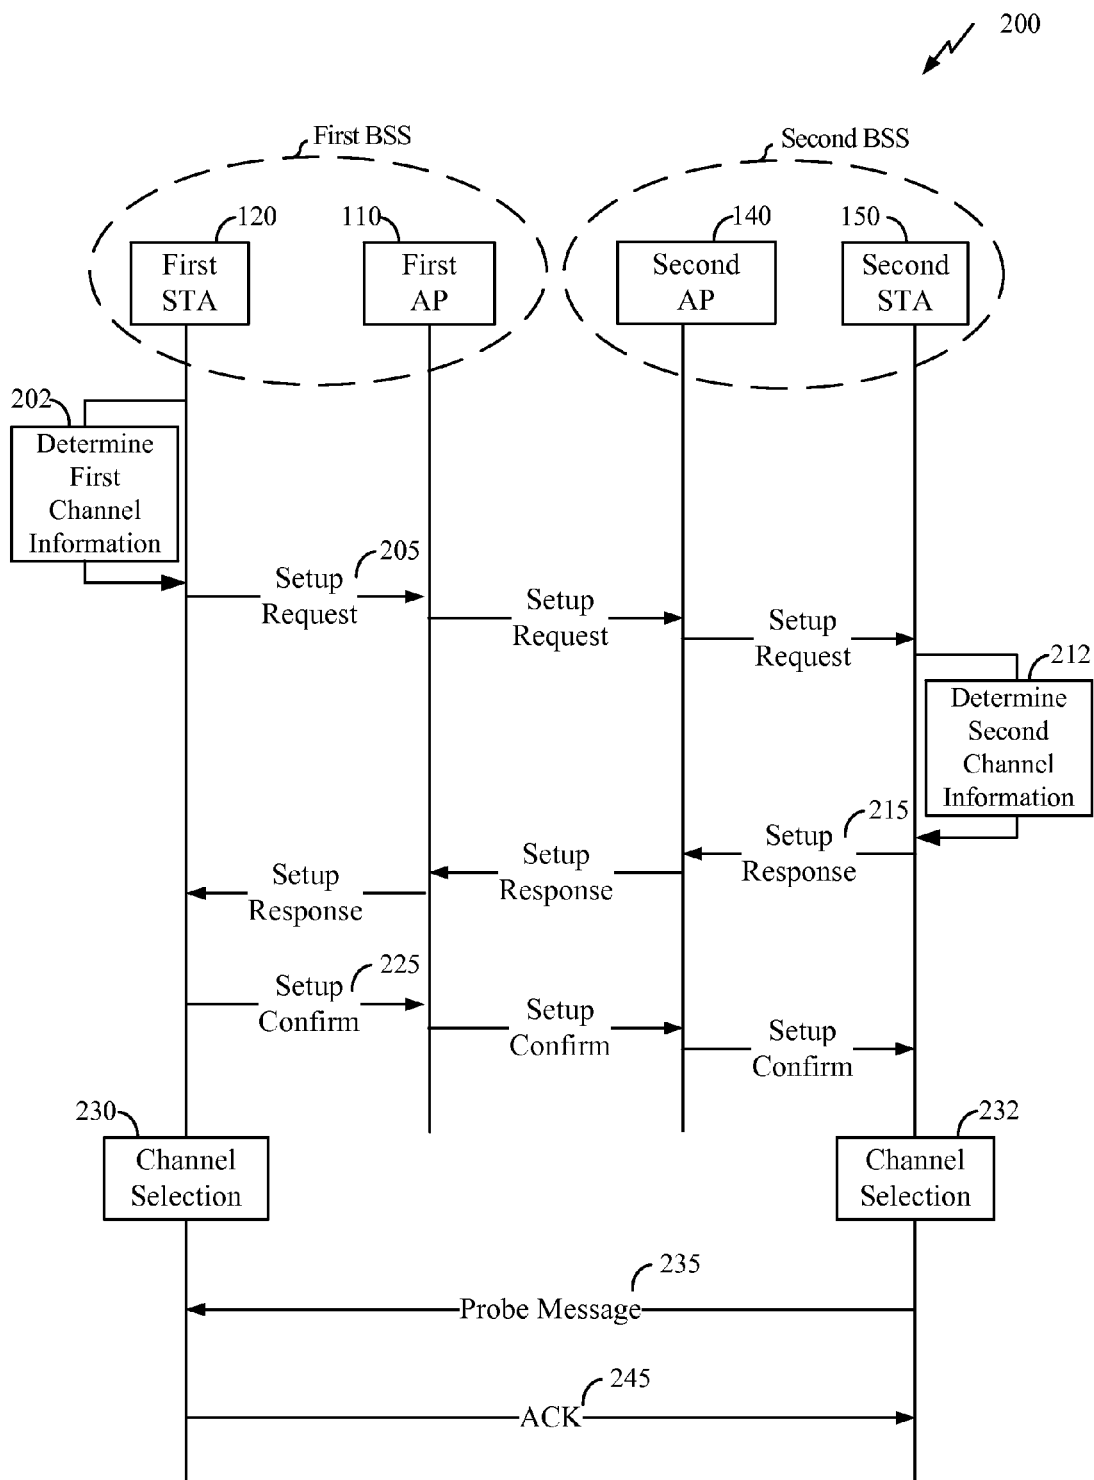 200
First BSS
Second BSS
120
110
140
150
First
STA
First
AP
Second
AP
Second
STA
202
Determine
First
Channel
Information
205
Setup
Request
Setup
Request
Setup
Request
212
Determine
Second
Channel
Information
215
Setup
Response
Setup
Response
Setup
Response
225
Setup
Confirm
Setup
Confirm
Setup
Confirm
230
Channel
Selection
232
Channel
Selection
235
Probe Message
245
ACK